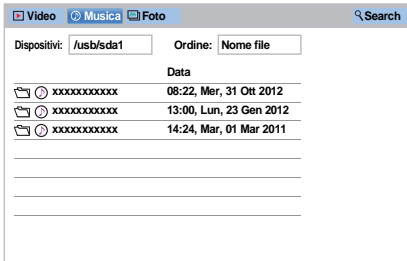 Video Musica Foto Search
Dispositivi: /usb/sda1 Ordine: Nome file
Data
xxxxxxxxxxx 08:22, Mer, 31 Ott 2012
xxxxxxxxxxx 13:00, Lun, 23 Gen 2012
xxxxxxxxxxx 14:24, Mar, 01 Mar 2011